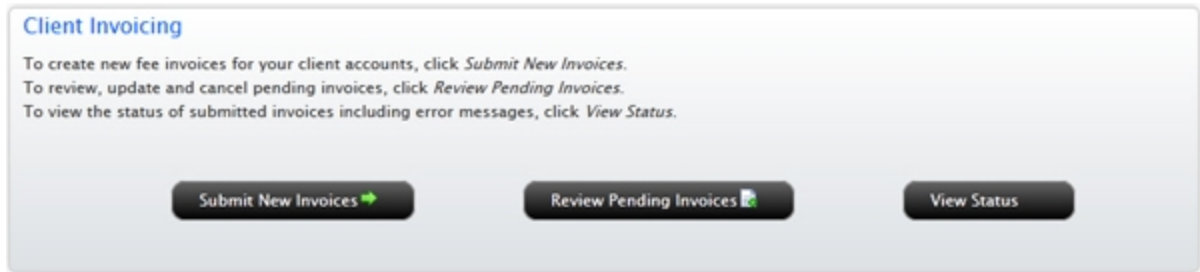 Client Invoicing
To create new fee invoices for your client accounts, click Submit New Invoices.
To review, update and cancel pending invoices, click Review Pending Invoices.
To view the status of submitted invoices including error messages, click View Status.
Submit New Invoices
Review Pending Invoices
View Status